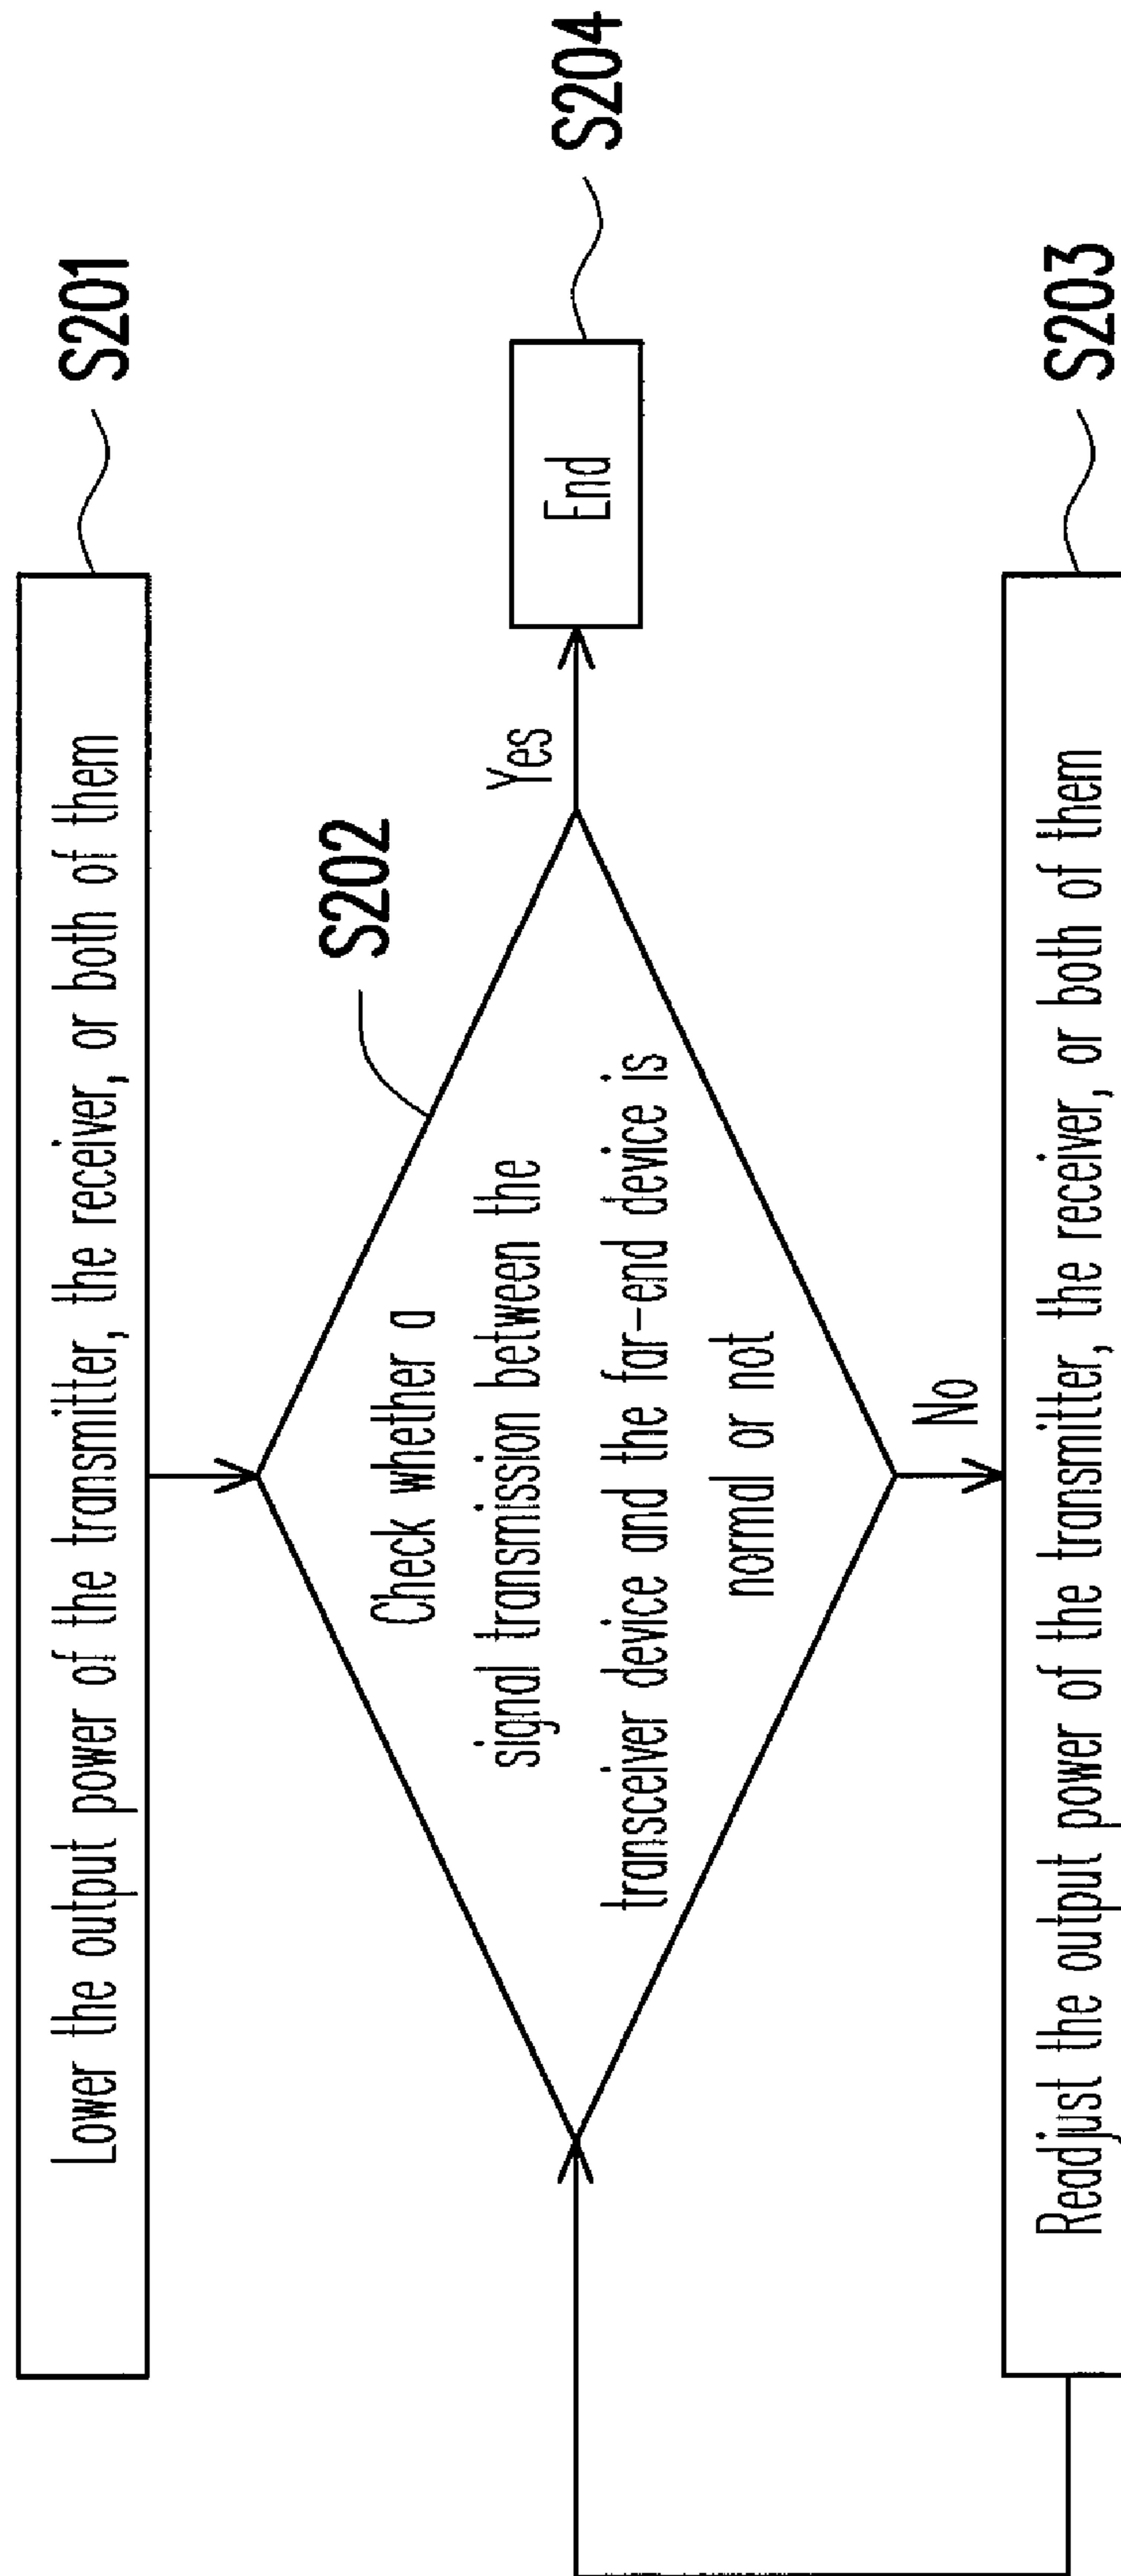 Lower the output power of the transmitter, the receiver, or both of them
S201
Check whether a
signal transmission between the
transceiver device and the far-end device is
normal or not
S202
Yes
End
S204
No
Readjust the output power of the transmitter, the receiver, or both of them
S203